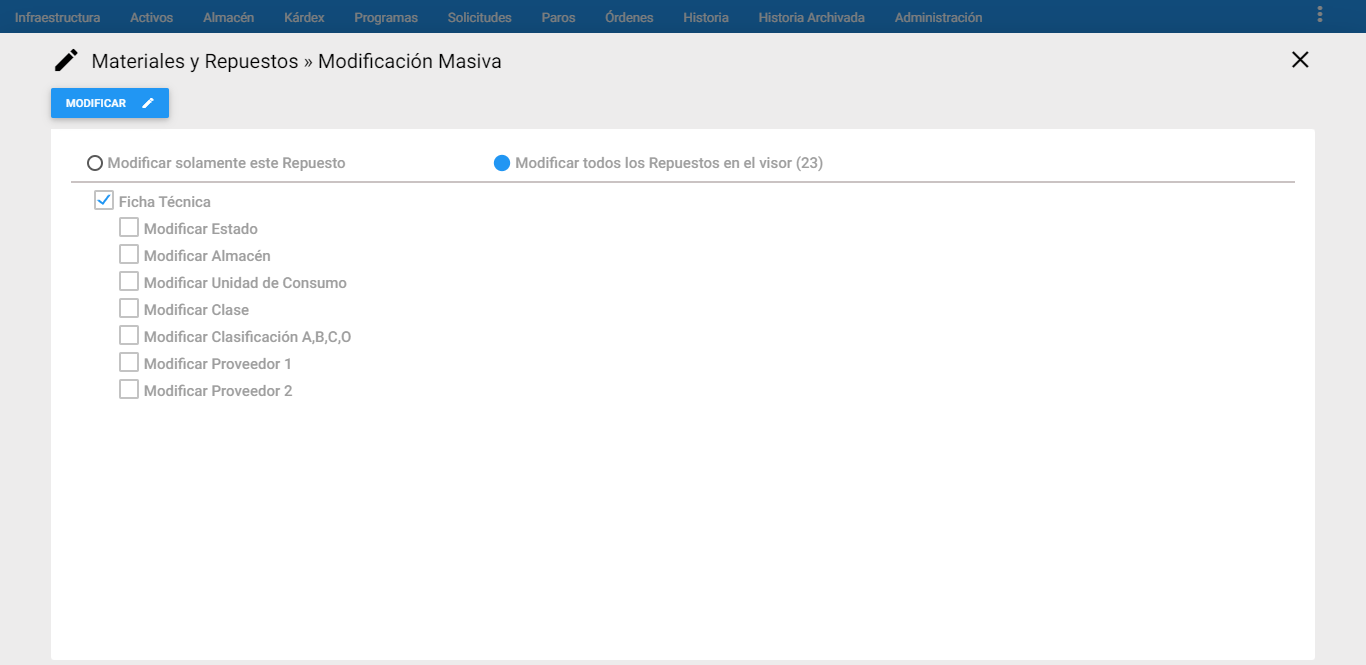 Infraestructura Activos Almacén Kárdex Programas Solicitudes Paros Órdenes Historia Historia Archivada Administración
Materiales y Repuestos » Modificación Masiva
MODIFICAR
Modificar solamente este Repuesto Modificar todos los Repuestos en el visor (23)
Ficha Técnica
Modificar Estado
Modificar Almacén
Modificar Unidad de Consumo
Modificar Clase
Modificar Clasificación A,B,C,O
Modificar Proveedor 1
Modificar Proveedor 2